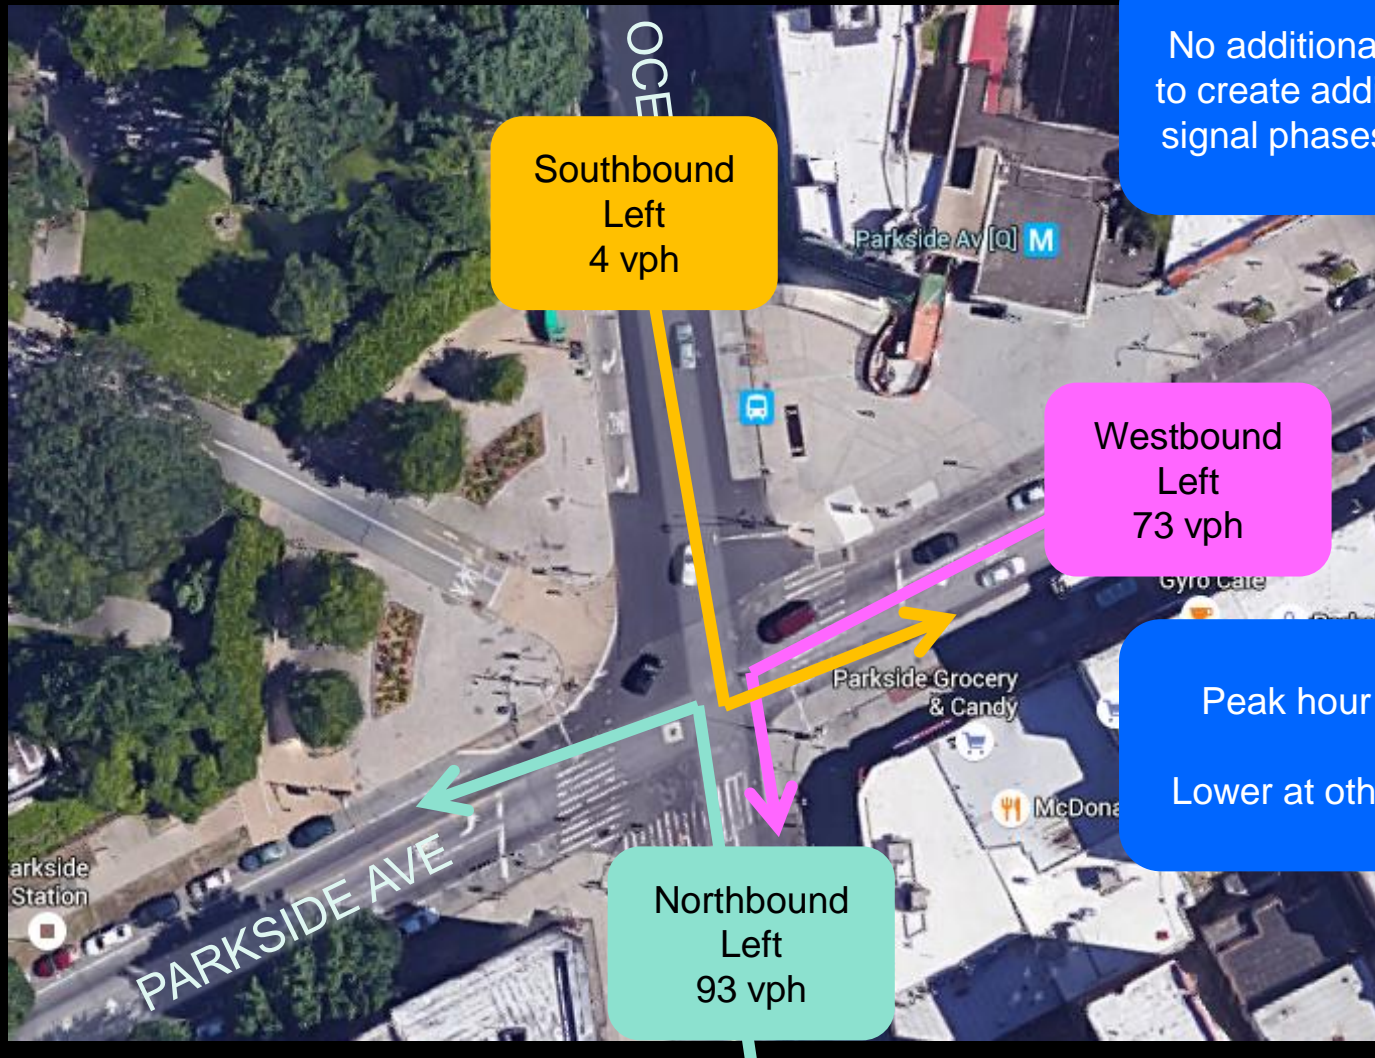 OCE
No additiona
to create add
signal phases
Southbound
Left
4 vph
Parkside Av [Q] M
Westbound
Left
73 vph
Gyro Cafe
Parkside Grocery
& Candy
Peak hour
Lower at oth
McDona
arkside
Station
PARKSIDE AVE
Northbound
Left
93 vph